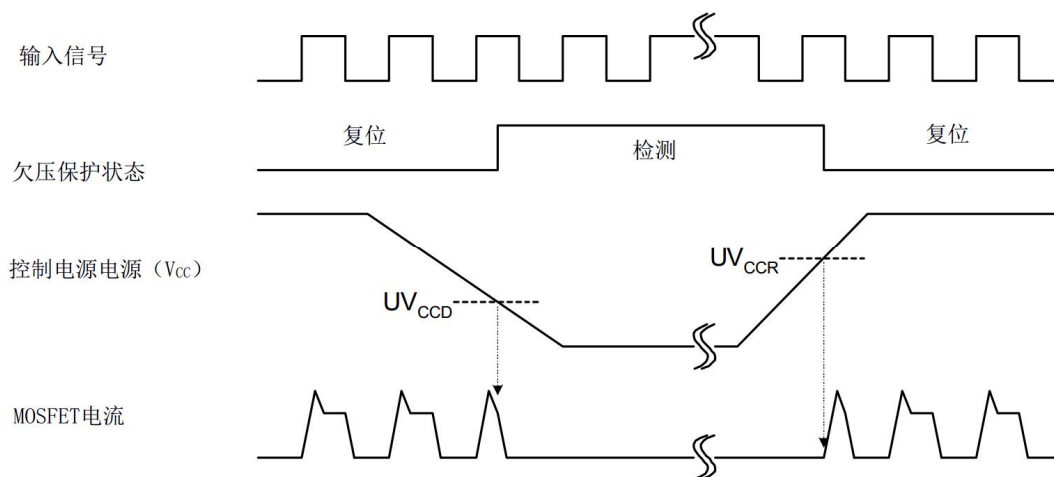 输入信号
复位
检测
复位
欠压保护状态
控制电源电源（VCC）
UVCCD
UVCCR
MOSFET电流